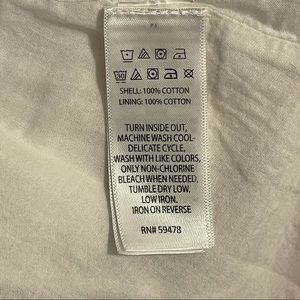 SHELL: 100% COTTON
LINING: 100% COTTON
TURN INSIDE OUT,
MACHINE WASH COOL-
DELICATE CYCLE,
WASH WITH LIKE COLORS,
ONLY NON-CHLORINE
BLEACH WHEN NEEDED,
TUMBLE DRY LOW,
LOW IRON.
IRON ON REVERSE
RN# 59478